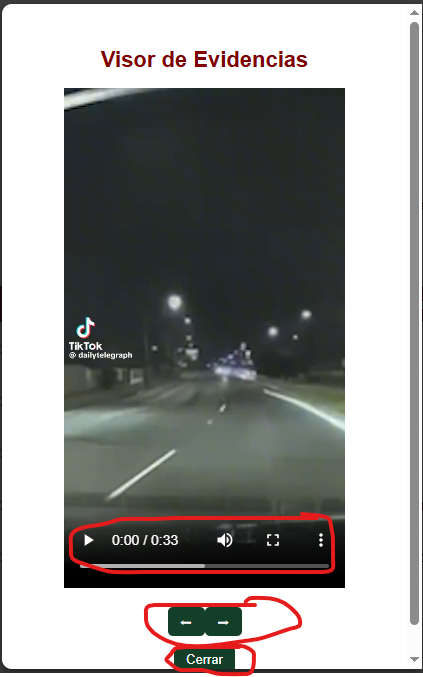 Visor de Evidencias
TikTok
@ dailytelegraph
0:00 / 0:33
← →
Cerrar